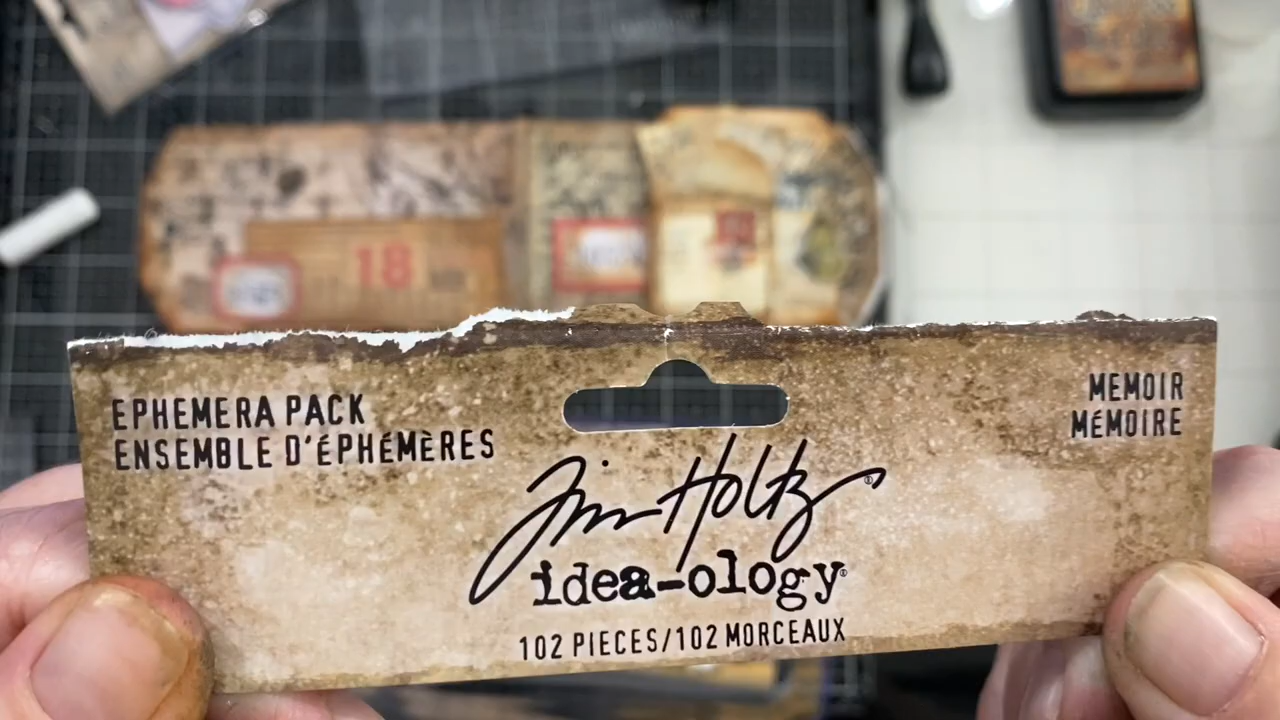 EPHEMERA PACK
ENSEMBLE D'ÉPHÉMÈRES
MEMOIR
MÉMOIRE
Tim Holtz®
idea-ology®
102 PIECES/102 MORCEAUX
18